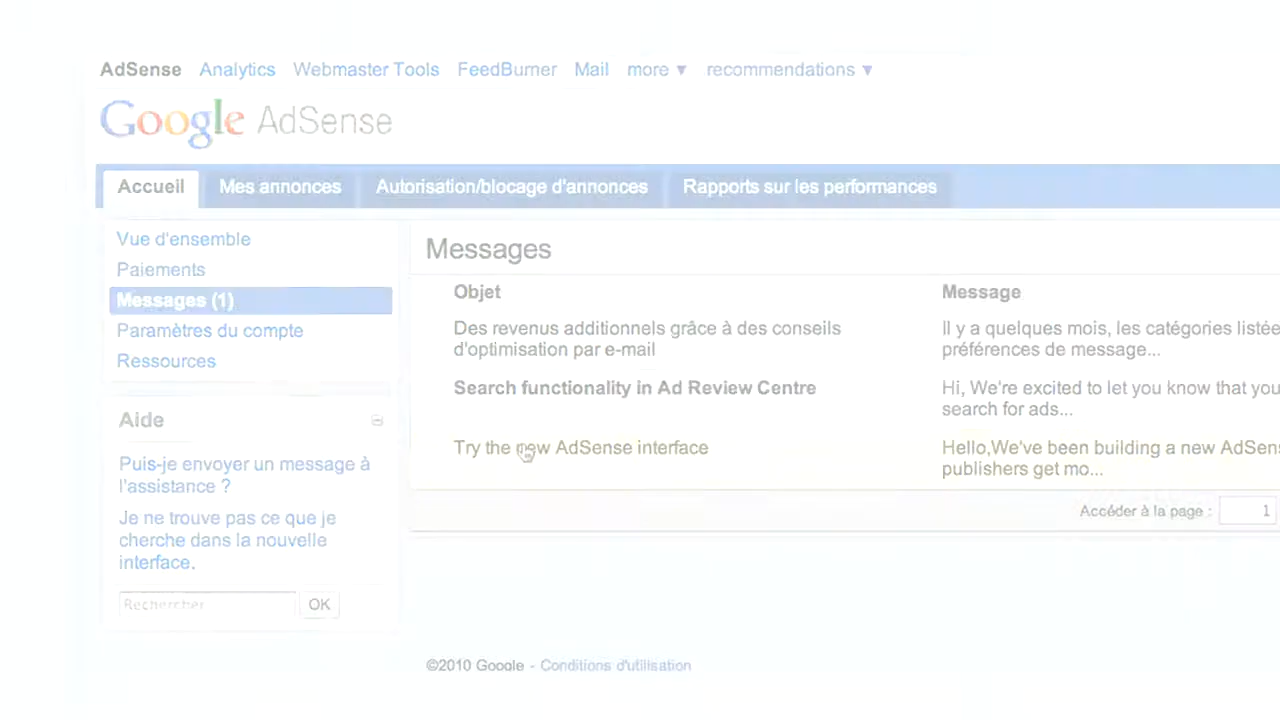 AdSense Analytics Webmaster Tools FeedBurner Mail more ▼ recommendations ▼
Google AdSense
Accueil Mes annonces Autorisation/blocage d'annonces Rapports sur les performances
Vue d'ensemble
Paiements
Messages (1)
Paramètres du compte
Ressources
Aide
Puis-je envoyer un message à
l'assistance ?
Je ne trouve pas ce que je
cherche dans la nouvelle
interface.
Rechercher OK
Messages
Objet Message
Des revenus additionnels grâce à des conseils
d'optimisation par e-mail
Il y a quelques mois, les catégories listée
préférences de message...
Search functionality in Ad Review Centre
Hi, We're excited to let you know that you
search for ads...
Try the new AdSense interface
Hello,We've been building a new AdSens
publishers get mo...
Accéder à la page : 1
©2010 Google - Conditions d'utilisation